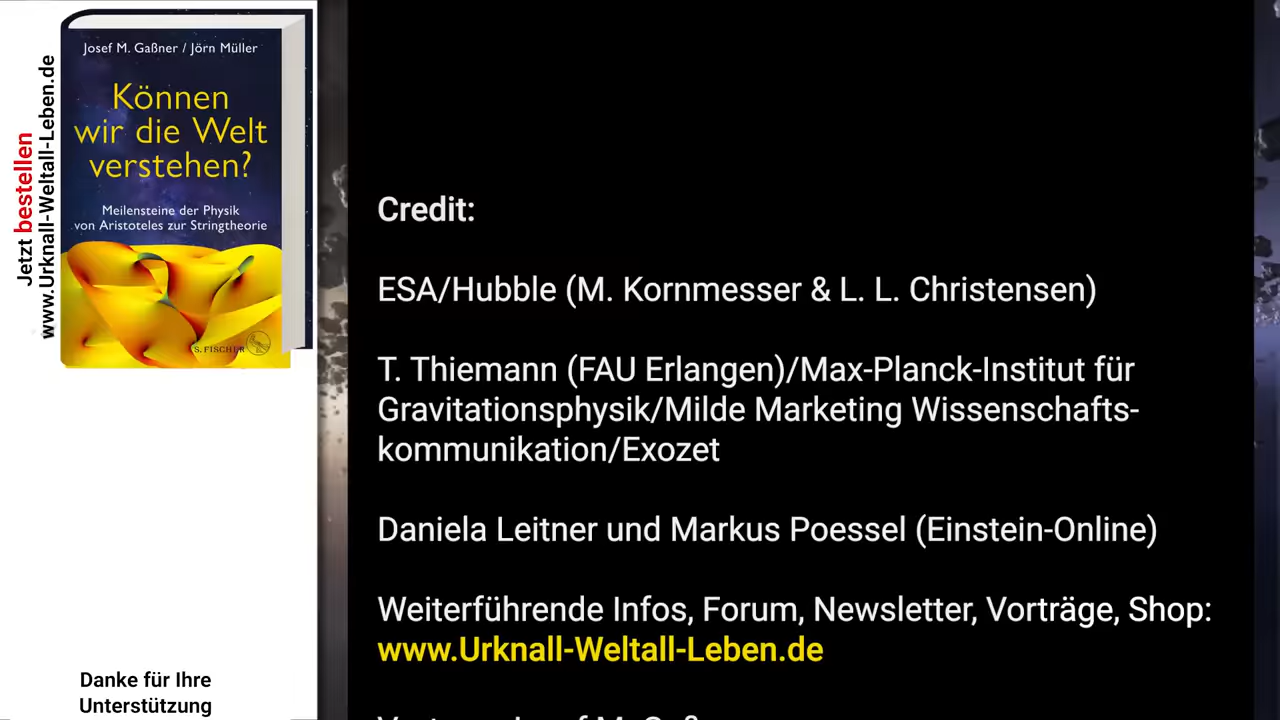 Jetzt bestellen
www.Urknall-Weltall-Leben.de
Josef M. Gaßner / Jörn Müller
Können
wir die Welt
verstehen?
Meilensteine der Physik
von Aristoteles zur Stringtheorie
S. FISCHER
Danke für Ihre
Unterstützung
Credit:
ESA/Hubble (M. Kornmesser & L. L. Christensen)
T. Thiemann (FAU Erlangen)/Max-Planck-Institut für
Gravitationsphysik/Milde Marketing Wissenschafts-
kommunikation/Exozet
Daniela Leitner und Markus Poessel (Einstein-Online)
Weiterführende Infos, Forum, Newsletter, Vorträge, Shop:
www.Urknall-Weltall-Leben.de